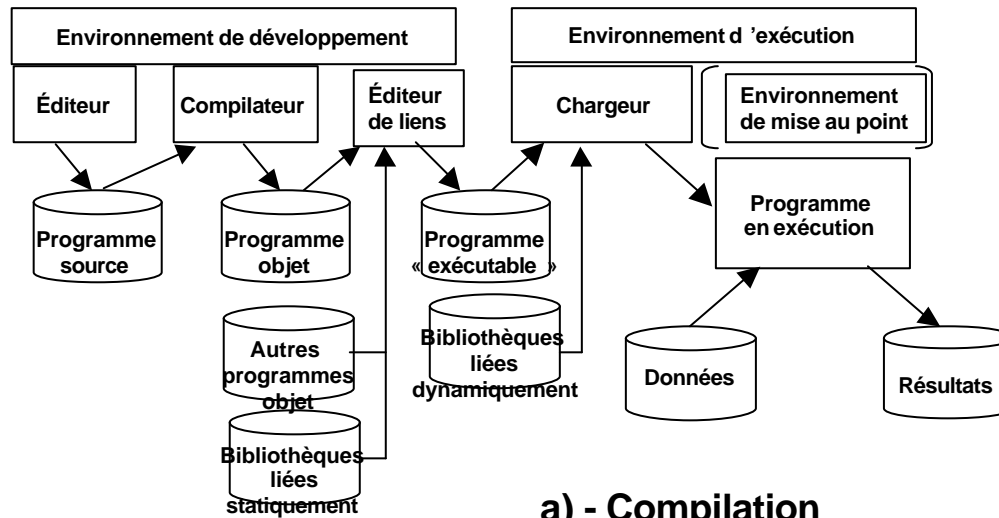 Environnement de développement
Environnement d 'exécution
Éditeur
Compilateur
Éditeur
de liens
Chargeur
Environnement
de mise au point
Programme
source
Programme
objet
Programme
« exécutable »
Programme
en exécution
Autres
programmes
objet
Bibliothèques
liées
dynamiquement
Données
Résultats
Bibliothèques
liées
statiquement
a) - Compilation